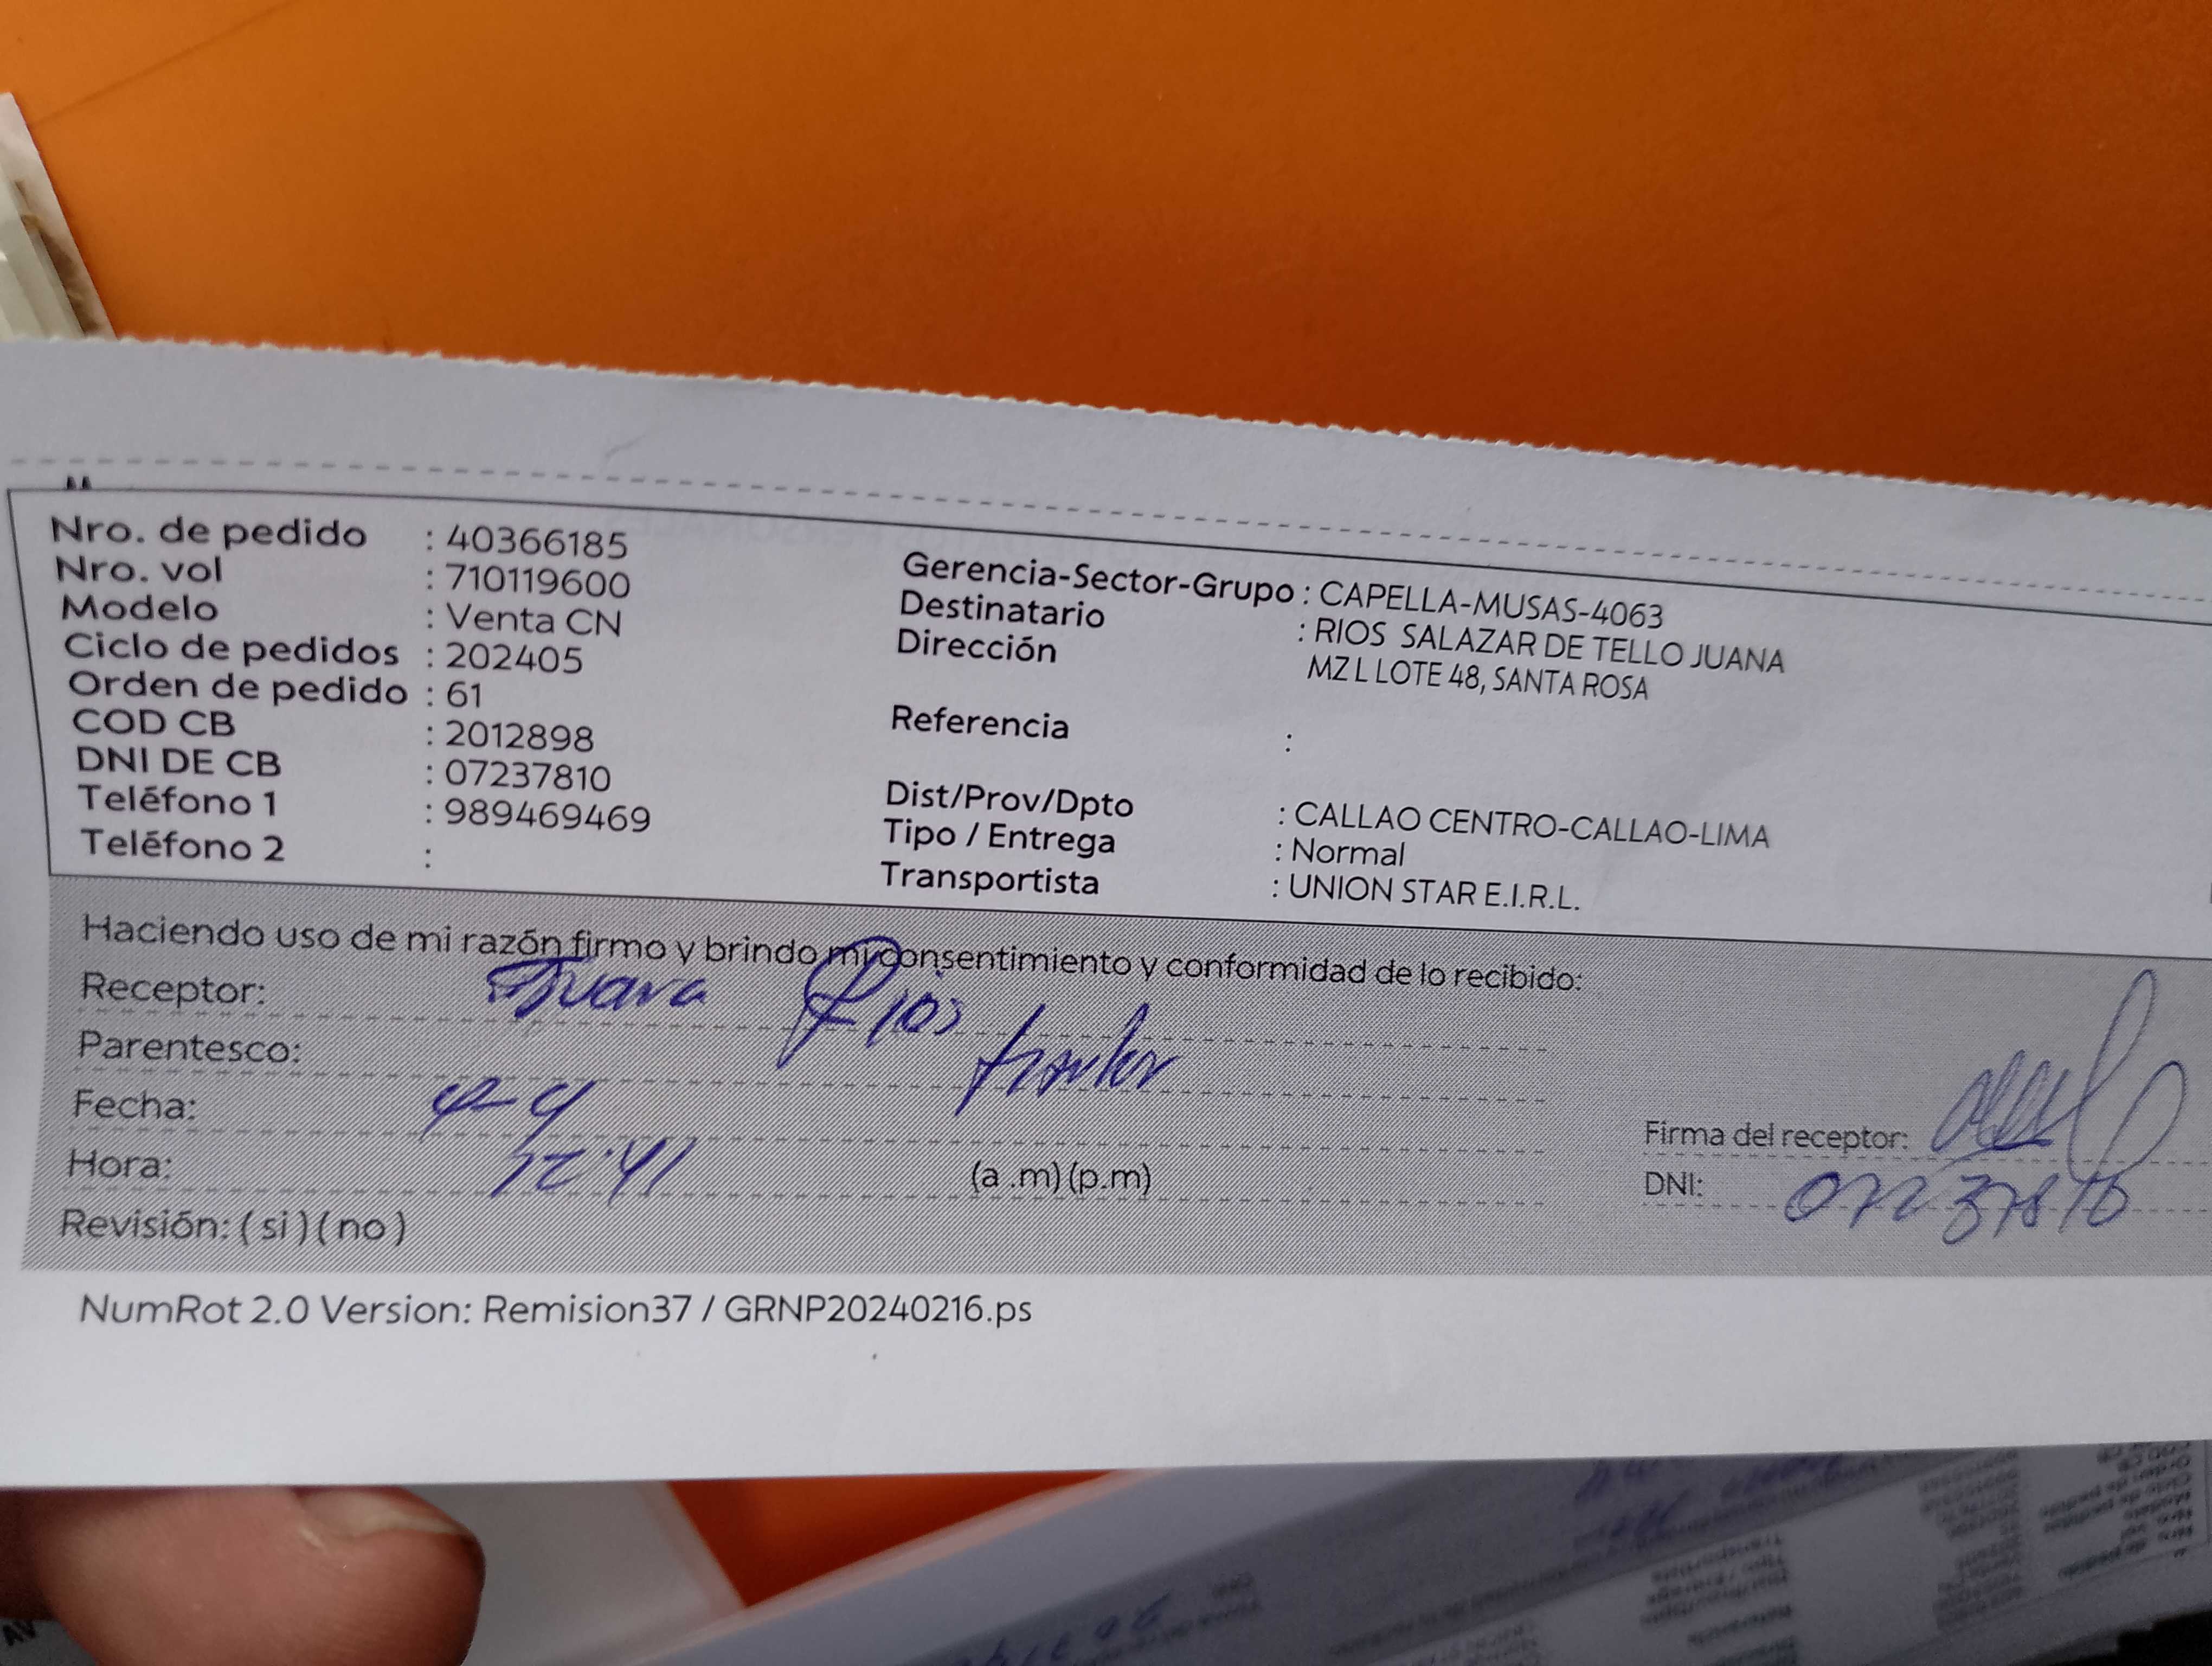 Nro. de pedido : 40366185
Nro. vol : 710119600
Modelo : Venta CN
Ciclo de pedidos : 202405
Orden de pedido : 61
COD CB : 2012898
DNI DE CB : 07237810
Teléfono 1 : 989469469
Teléfono 2 :
Gerencia-Sector-Grupo : CAPELLA-MUSAS-4063
Destinatario : RIOS SALAZAR DE TELLO JUANA
Dirección MZ L LOTE 48, SANTA ROSA
Referencia :
Dist/Prov/Dpto : CALLAO CENTRO-CALLAO-LIMA
Tipo / Entrega : Normal
Transportista : UNION STAR E.I.R.L.
Haciendo uso de mi razón firmo y brindo mi consentimiento y conformidad de lo recibido:
Receptor: Juana Rios
Parentesco: titular
Fecha: 4-4
Hora: 12:41 (a .m) (p.m)
Revisión: ( si ) ( no )
Firma del receptor:
DNI: 07237810
NumRot 2.0 Version: Remision37 / GRNP20240216.ps